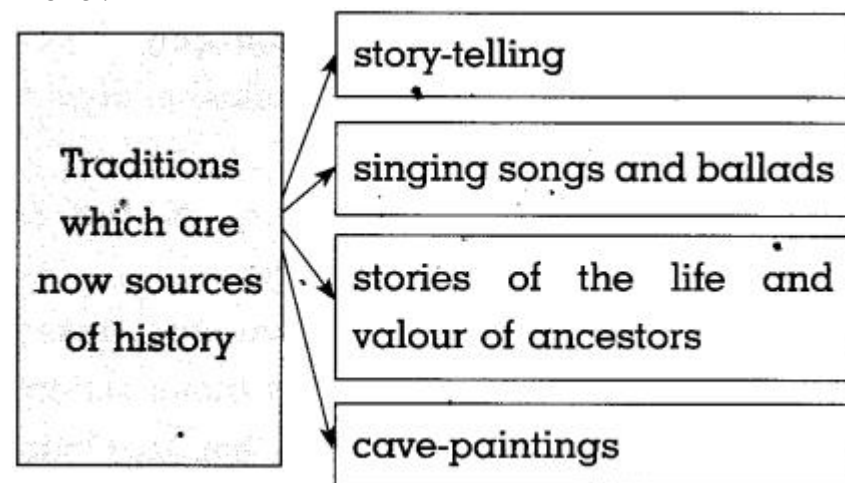 Traditions
which are
now sources
of history
story-telling
singing songs and ballads
stories of the life and
valour of ancestors
cave-paintings